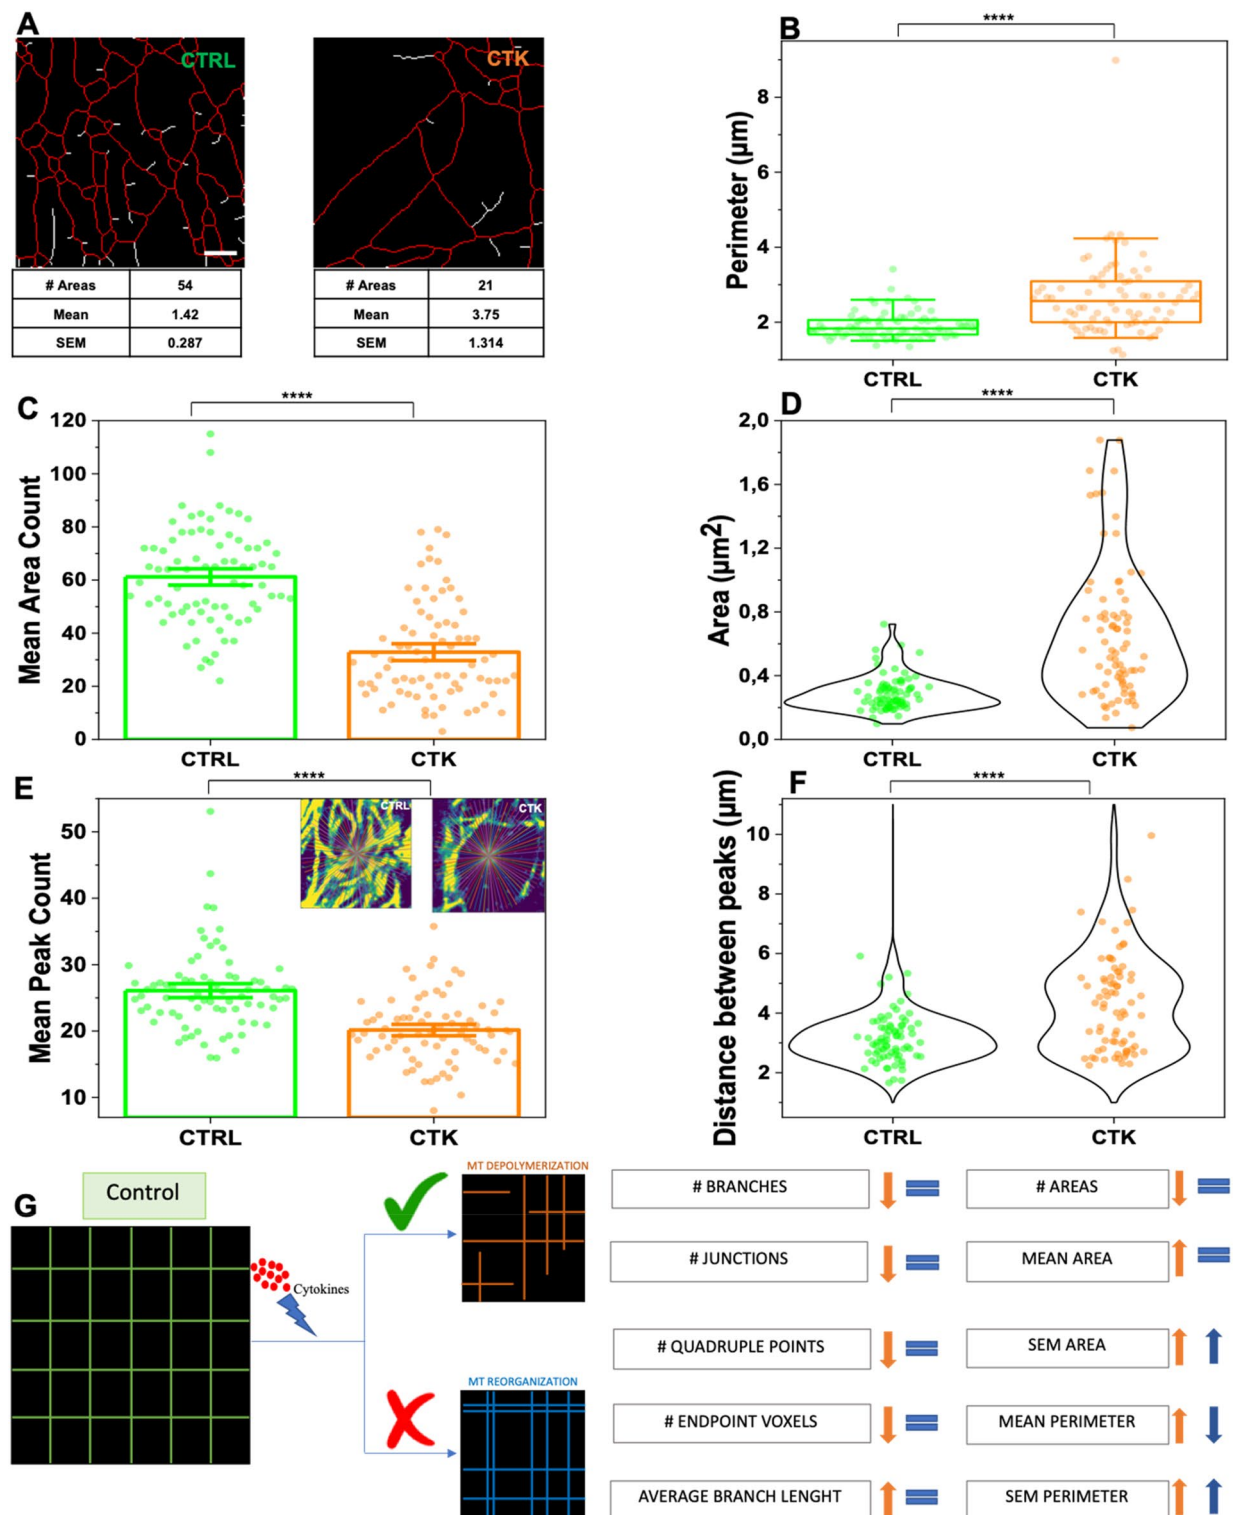 A
CTRL
CTK
# Areas 54
Mean 1.42
SEM 0.287
# Areas 21
Mean 3.75
SEM 1.314
B
****
Perimeter (µm)
8
6
4
2
CTRL CTK
C
****
Mean Area Count
120
100
80
60
40
20
0
CTRL CTK
D
****
Area (µm²)
2,0
1,6
1,2
0,8
0,4
0,0
CTRL CTK
E
****
Mean Peak Count
50
40
30
20
10
CTRL
CTK
CTRL CTK
F
****
Distance between peaks (µm)
10
8
6
4
2
CTRL CTK
G
Control
Cytokines
MT DEPOLYMERIZATION
MT REORGANIZATION
# BRANCHES
# JUNCTIONS
# QUADRUPLE POINTS
# ENDPOINT VOXELS
AVERAGE BRANCH LENGHT
# AREAS
MEAN AREA
SEM AREA
MEAN PERIMETER
SEM PERIMETER